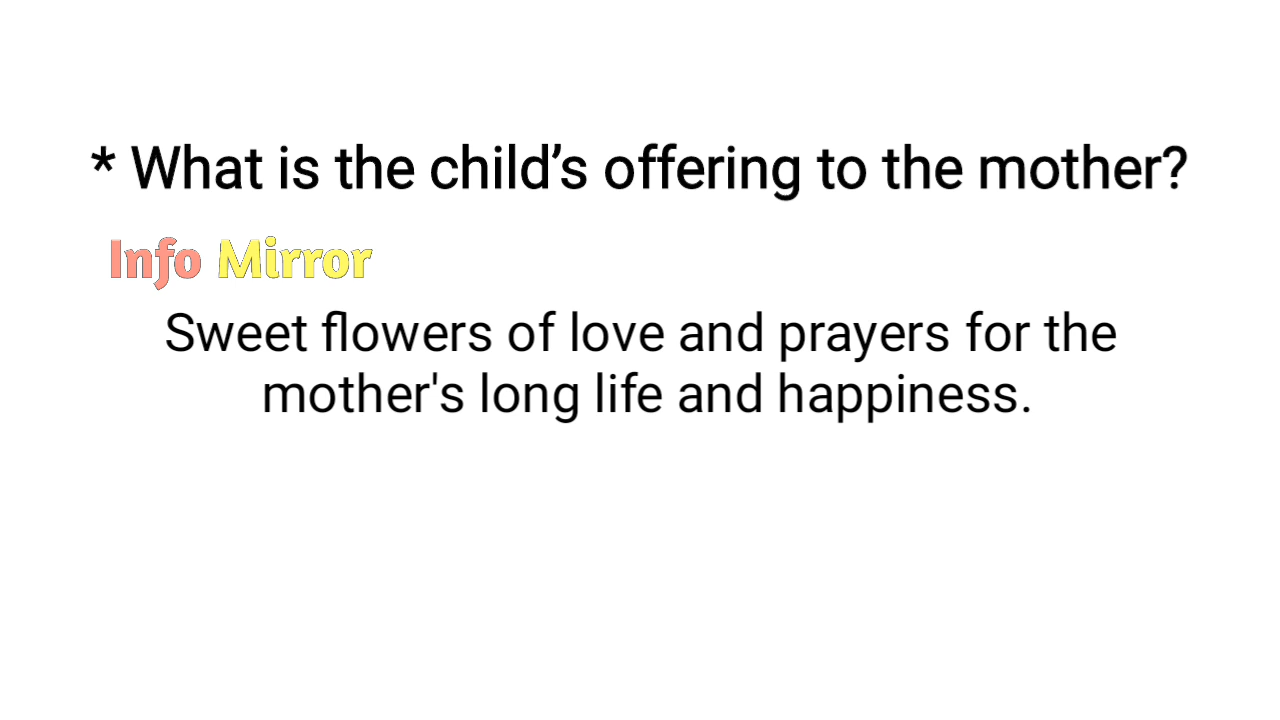 * What is the child’s offering to the mother?
Info Mirror
Sweet flowers of love and prayers for the
mother's long life and happiness.